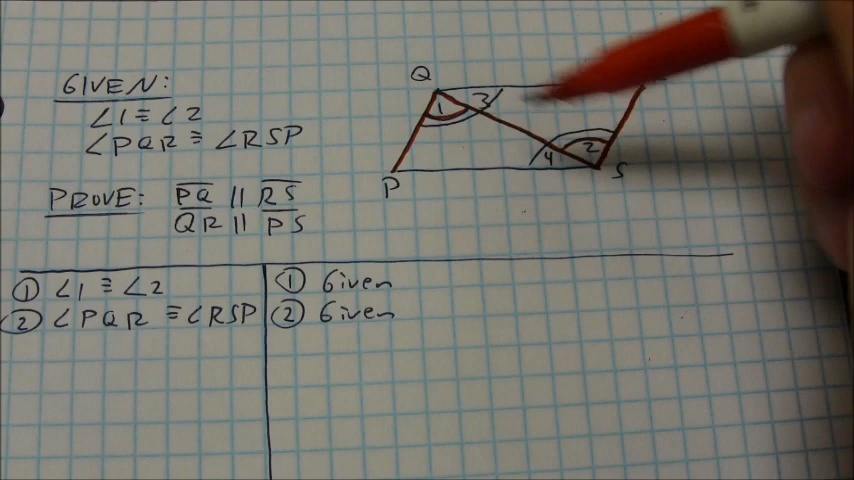 GIVEN:
∠1 ≅ ∠2
∠PQR ≅ ∠RSP
PROVE: PQ || RS
QR || PS
Q
1 3
4 2
P S
① ∠1 ≅ ∠2 ① Given
② ∠PQR ≅ ∠RSP ② Given